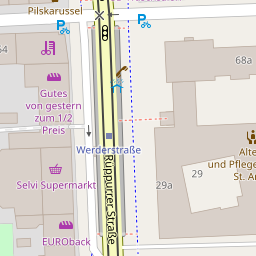 Pilskarussel
64
68a
Gutes
von gestern
zum 1/2
Preis
Werderstraße
Rüppurrer Straße
Selvi Supermarkt
29
29a
Alte
und Pflege
St. A
EUROback